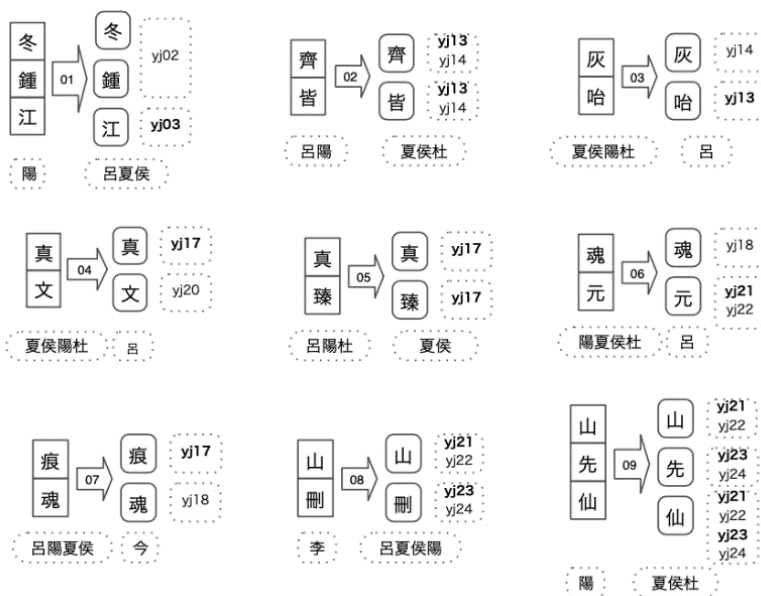 冬 鍾 江
01
冬 yj02
鍾
江 yj03
陽 呂夏侯
齊 皆
02
齊 yj13 yj14
皆 yj13 yj14
呂陽 夏侯杜
灰 咍
03
灰 yj14
咍 yj13
夏侯陽杜 呂
真 文
04
真 yj17
文 yj20
夏侯陽杜 呂
真 臻
05
真 yj17
臻 yj17
呂陽杜 夏侯
魂 元
06
魂 yj18
元 yj21 yj22
陽夏侯杜 呂
痕 魂
07
痕 yj17
魂 yj18
呂陽夏侯 今
山 刪
08
山 yj21 yj22
刪 yj23 yj24
李 呂夏侯陽
山 先 仙
09
山 yj21 yj22
先 yj23 yj24
仙 yj21 yj22 yj23 yj24
陽 夏侯杜